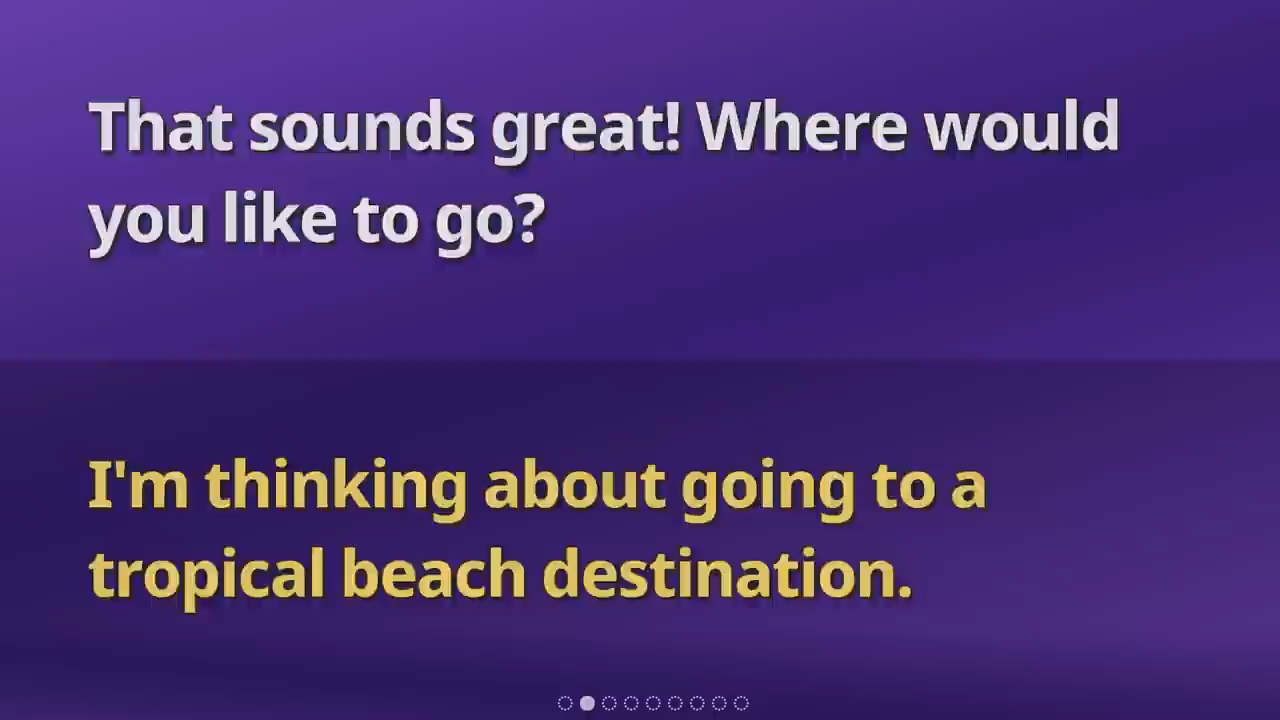 That sounds great! Where would
you like to go?
I'm thinking about going to a
tropical beach destination.